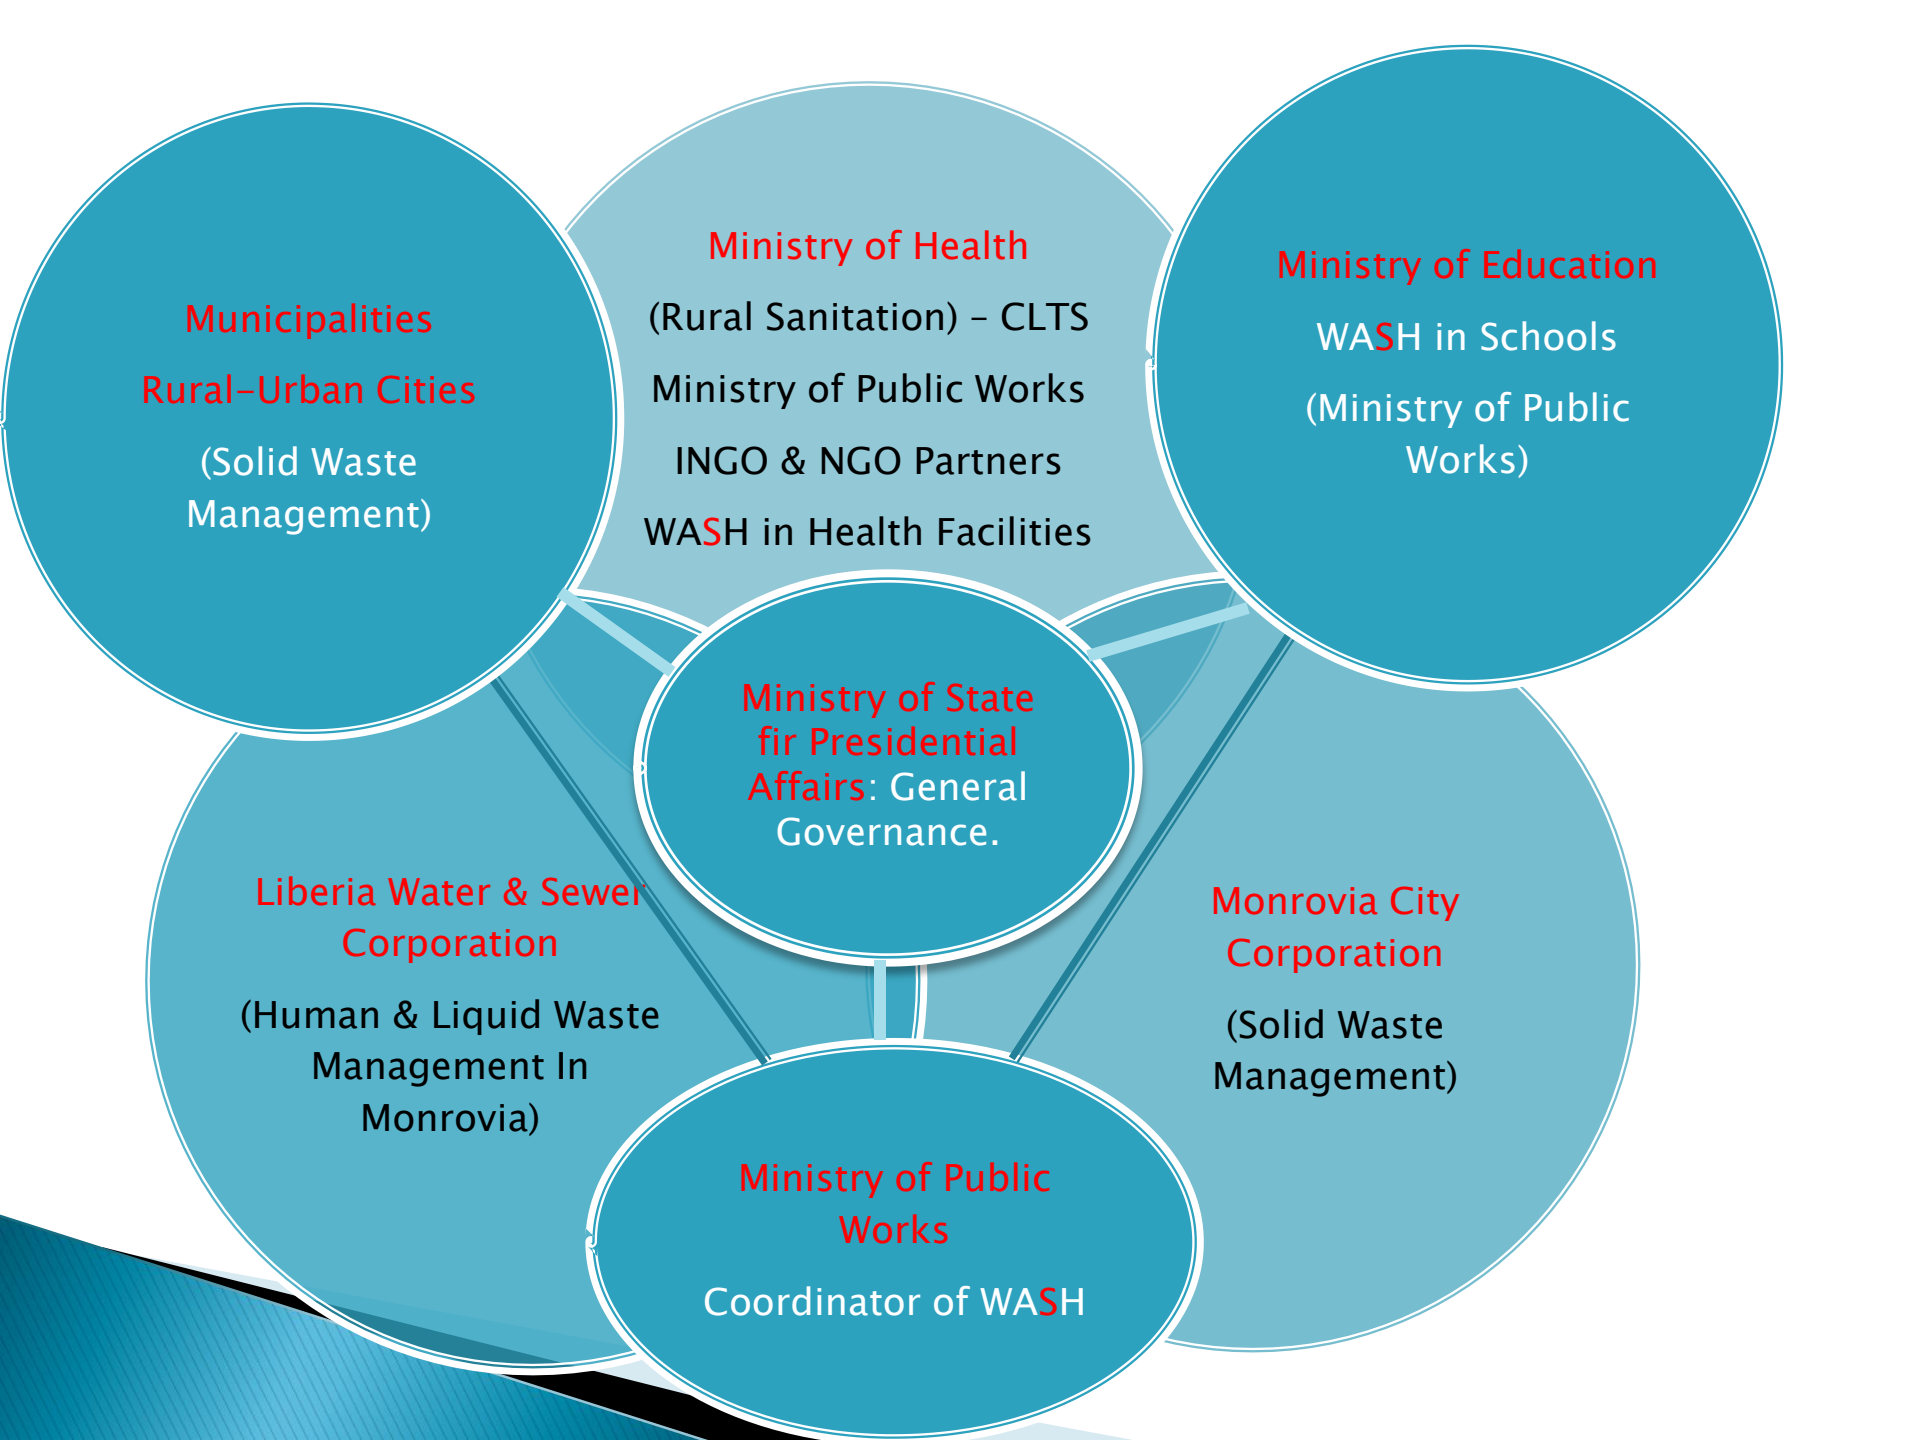 Municipalities
Rural-Urban Cities
(Solid Waste
Management)
Ministry of Health
(Rural Sanitation) – CLTS
Ministry of Public Works
INGO & NGO Partners
WASH in Health Facilities
Ministry of Education
WASH in Schools
(Ministry of Public
Works)
Ministry of State
fir Presidential
Affairs: General
Governance.
Liberia Water & Sewer
Corporation
(Human & Liquid Waste
Management In
Monrovia)
Monrovia City
Corporation
(Solid Waste
Management)
Ministry of Public
Works
Coordinator of WASH